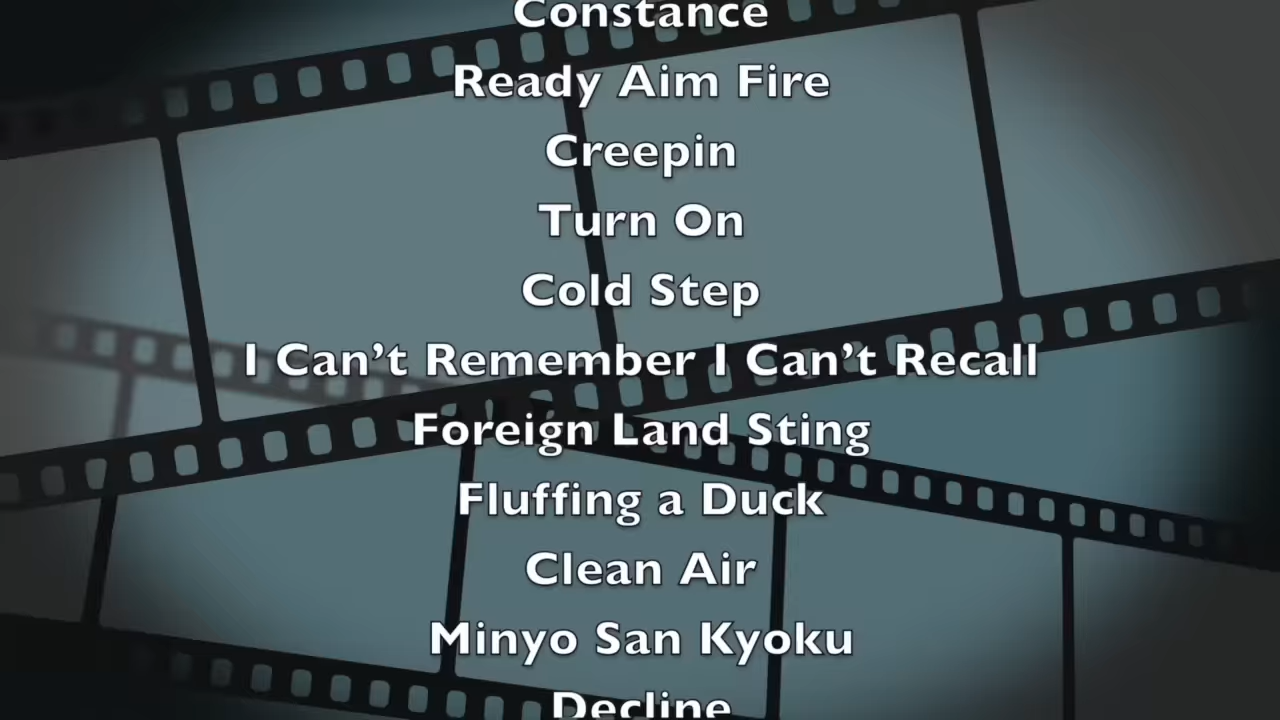 Constance
Ready Aim Fire
Creepin
Turn On
Cold Step
I Can’t Remember I Can’t Recall
Foreign Land Sting
Fluffing a Duck
Clean Air
Minyo San Kyoku
Decline